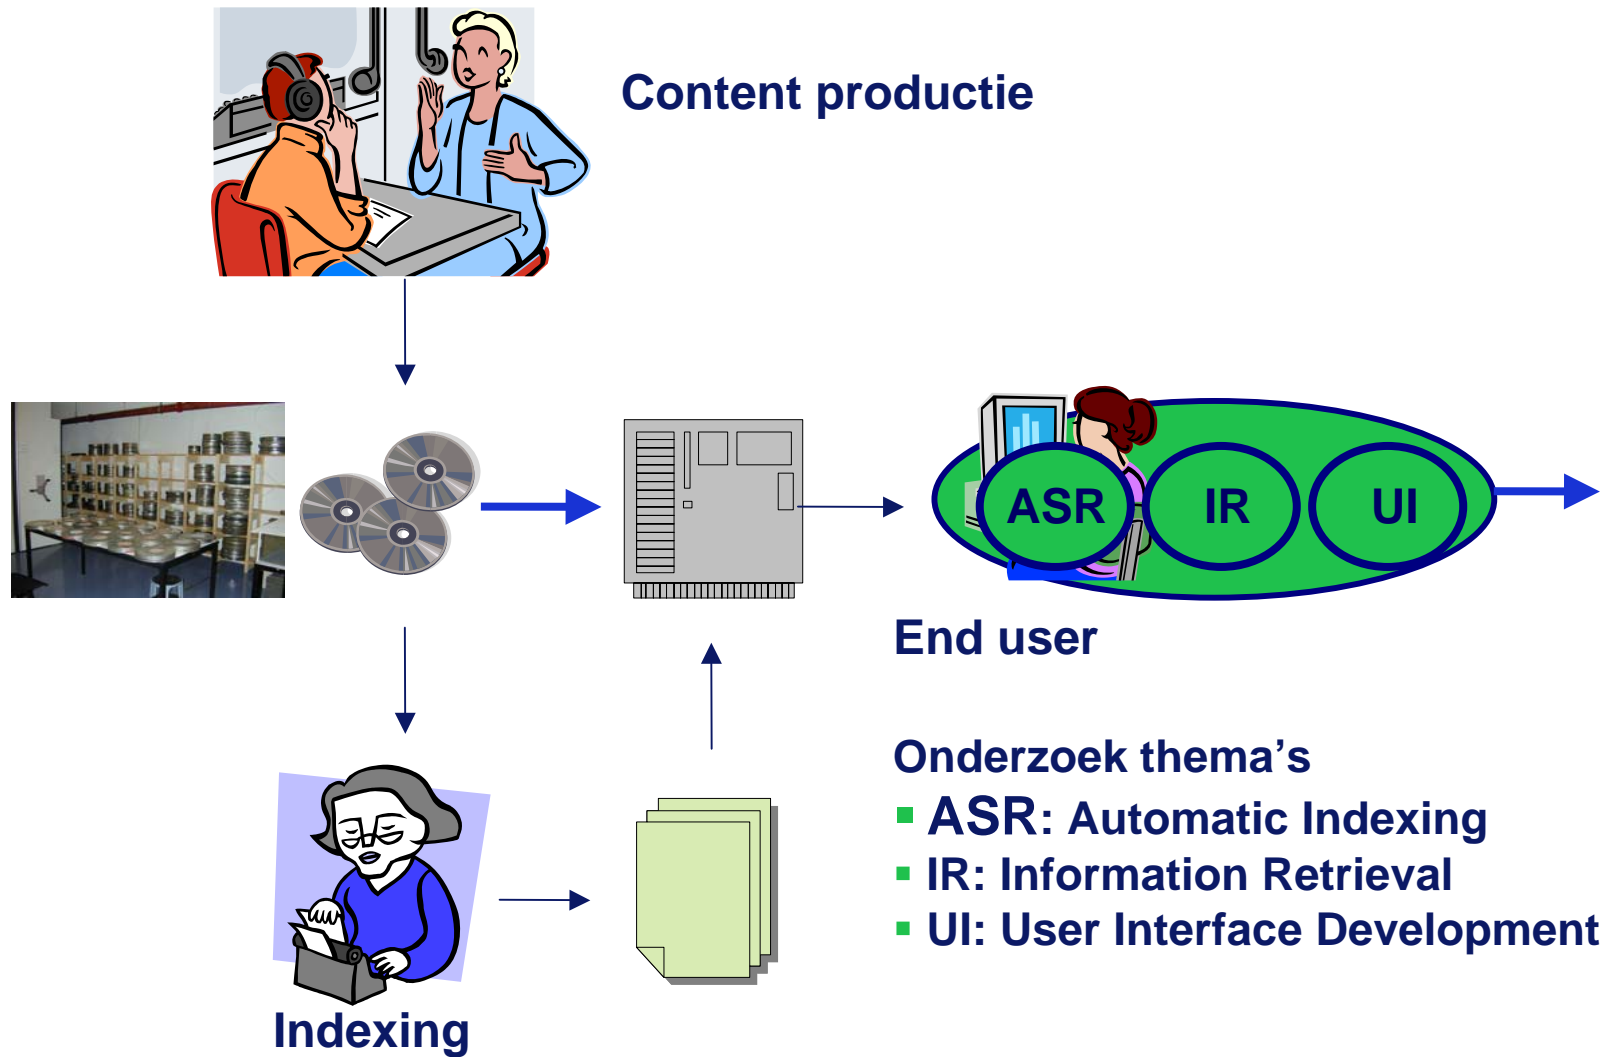 Content productie
ASR IR UI
End user
Onderzoek thema’s
▪ ASR: Automatic Indexing
▪ IR: Information Retrieval
▪ UI: User Interface Development
Indexing